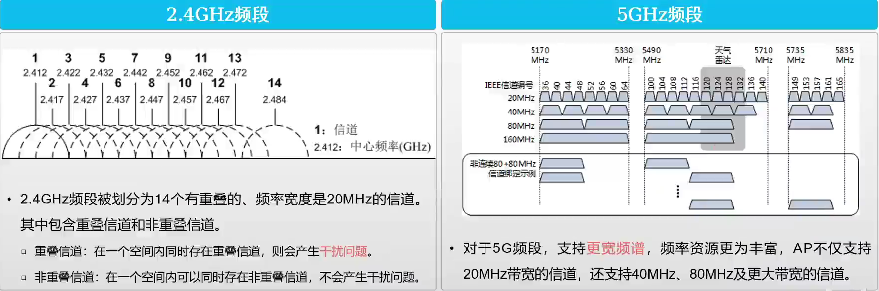 2.4GHz频段
1 3 5 7 9 11 13
2.412 2.422 2.432 2.442 2.452 2.462 2.472
2 4 6 8 10 12 14
2.417 2.427 2.437 2.447 2.457 2.467 2.484
1：信道
2.412：中心频率(GHz)
• 2.4GHz频段被划分为14个有重叠的、频率宽度是20MHz的信道。
其中包含重叠信道和非重叠信道。
▫ 重叠信道：在一个空间内同时存在重叠信道，则会产生干扰问题。
▫ 非重叠信道：在一个空间内可以同时存在非重叠信道，不会产生干扰问题。
5GHz频段
5170 5330 5490 天气 5710 5735 5835
雷达
IEEE信道编号 36 40 44 48 52 56 60 64 100 104 108 112 116 120 124 128 132 136 140 149 153 157 161 165
20MHz
40MHz
80MHz
160MHz
非连续80+80MHz
信道绑定示例
• 对于5G频段，支持更宽频谱，频率资源更为丰富，AP不仅支持
20MHz带宽的信道，还支持40MHz、80MHz及更大带宽的信道。